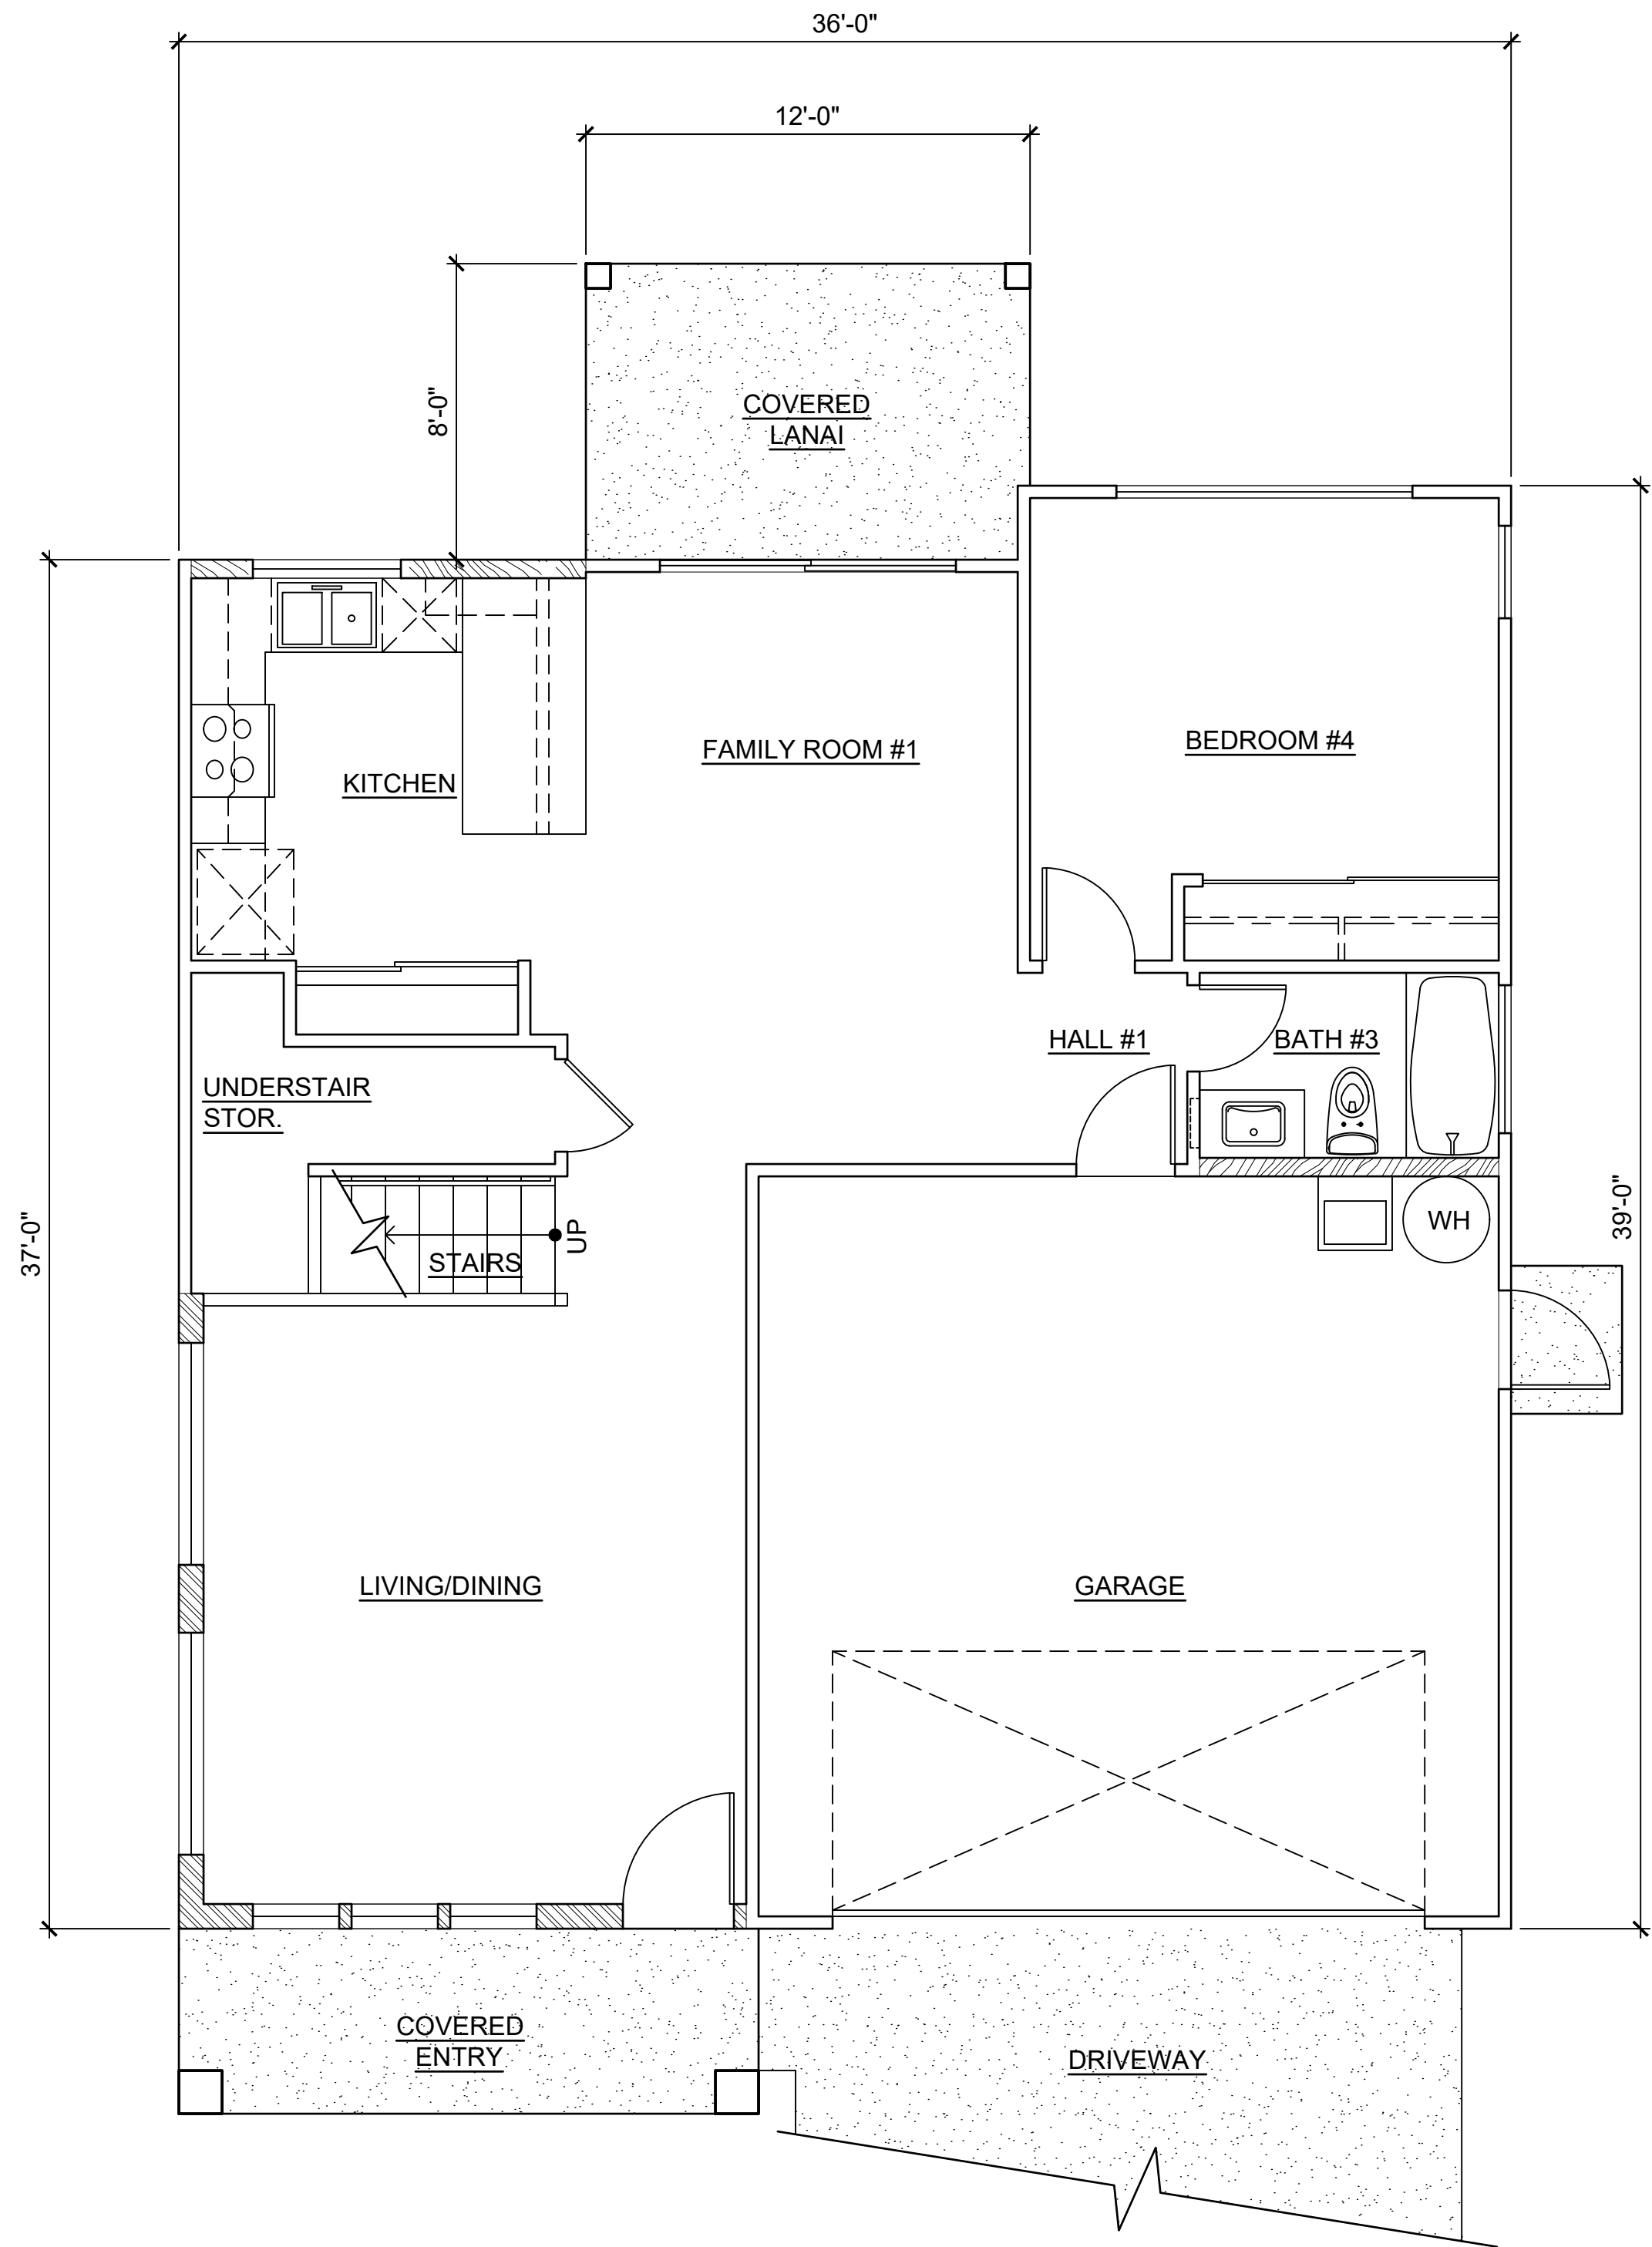 36'-0"
12'-0"
8'-0"
COVERED
LANAI
FAMILY ROOM #1
BEDROOM #4
KITCHEN
HALL #1
BATH #3
UNDERSTAIR
STOR.
37'-0"
39'-0"
WH
UP
STAIRS
LIVING/DINING
GARAGE
COVERED
ENTRY
DRIVEWAY